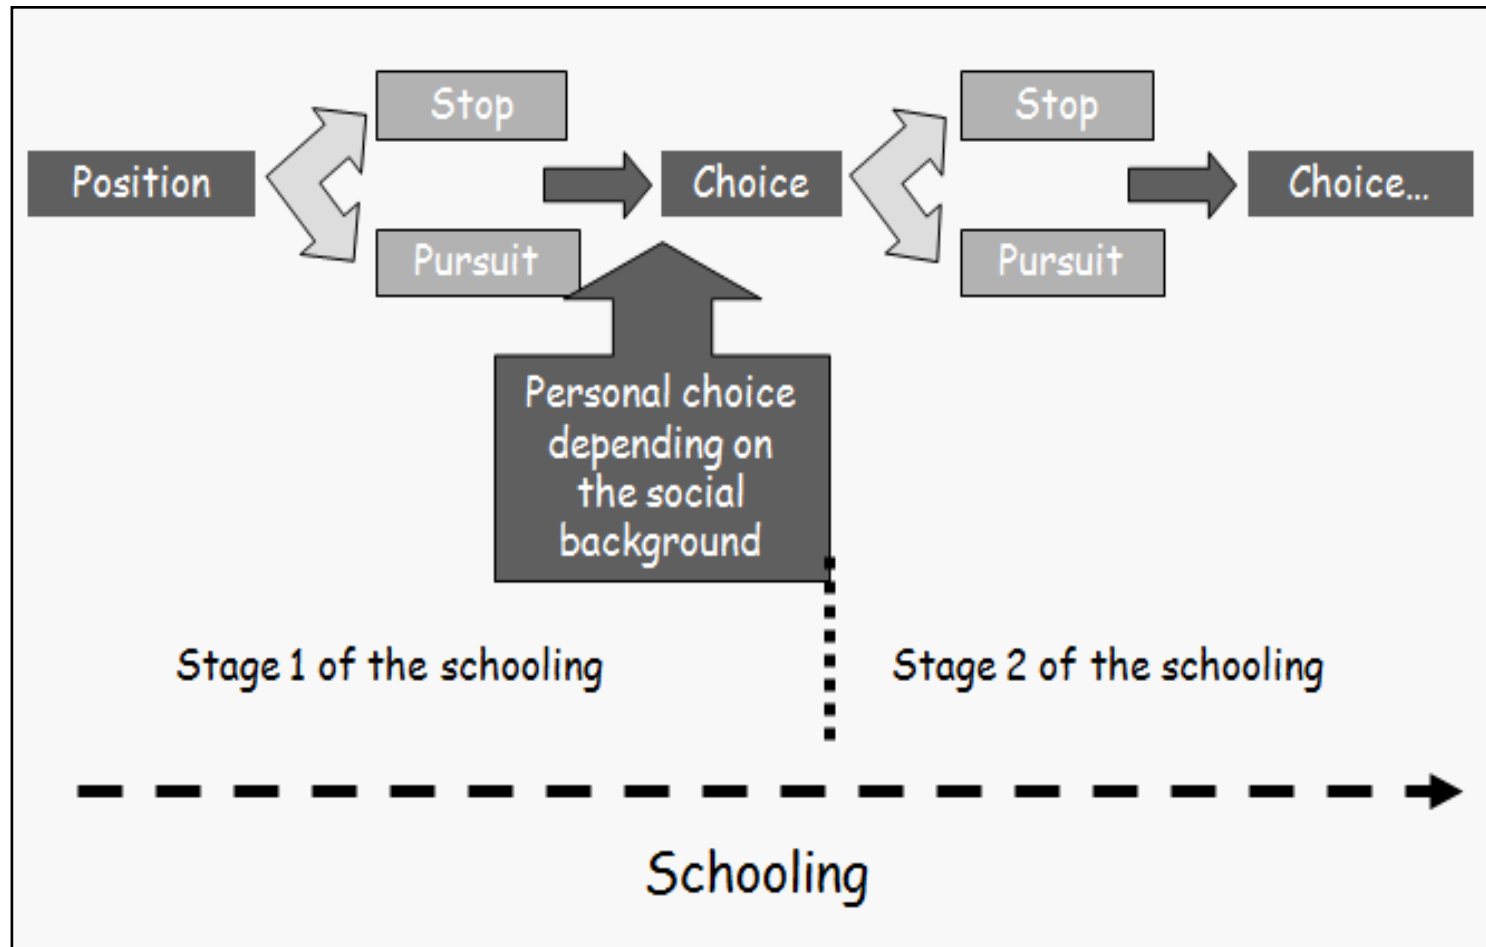 Stop
Stop
Position
Choice
Choice...
Pursuit
Pursuit
Personal choice
depending on
the social
background
Stage 1 of the schooling
Stage 2 of the schooling
Schooling